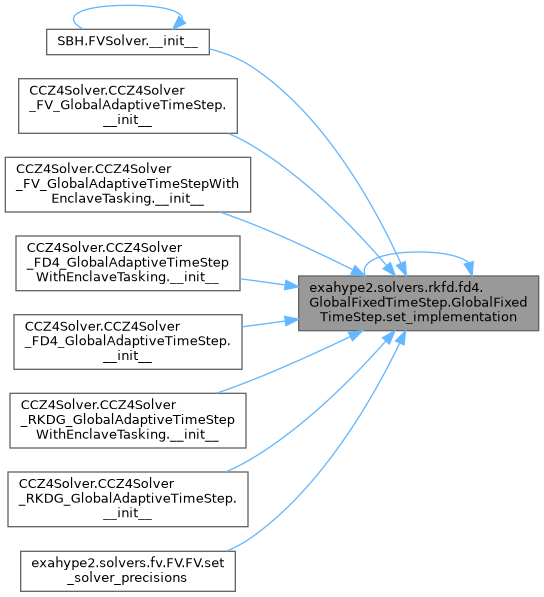 SBH.FVSolver.__init__
CCZ4Solver.CCZ4Solver
_FV_GlobalAdaptiveTimeStep.
__init__
CCZ4Solver.CCZ4Solver
_FV_GlobalAdaptiveTimeStepWith
EnclaveTasking.__init__
CCZ4Solver.CCZ4Solver
_FD4_GlobalAdaptiveTimeStep
WithEnclaveTasking.__init__
CCZ4Solver.CCZ4Solver
_FD4_GlobalAdaptiveTimeStep.
__init__
CCZ4Solver.CCZ4Solver
_RKDG_GlobalAdaptiveTimeStep
WithEnclaveTasking.__init__
CCZ4Solver.CCZ4Solver
_RKDG_GlobalAdaptiveTimeStep.
__init__
exahype2.solvers.fv.FV.FV.set
_solver_precisions
exahype2.solvers.rkfd.fd4.
GlobalFixedTimeStep.GlobalFixed
TimeStep.set_implementation